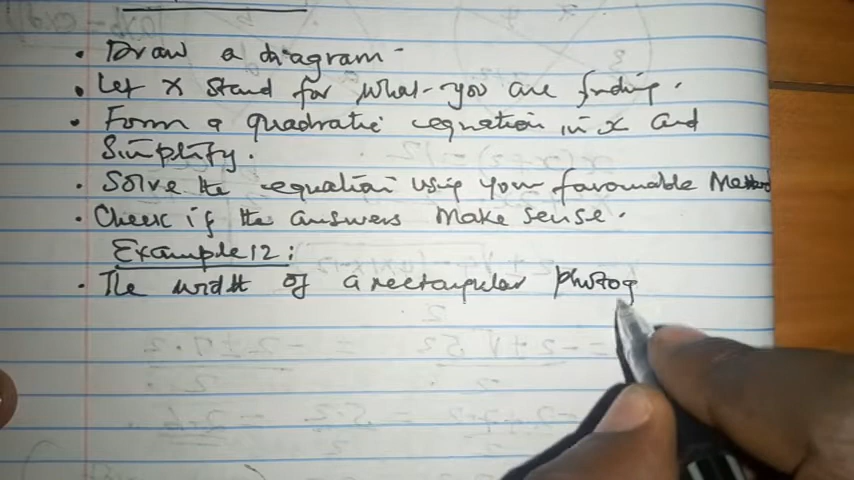 • Draw a diagram.
• Let x stand for what you are finding.
• Form a quadratic equation in x and
Simplify.
• Solve the equation using your favourable Method
• Check if the answers make sense.
Example 12:
• The width of a rectangular photog